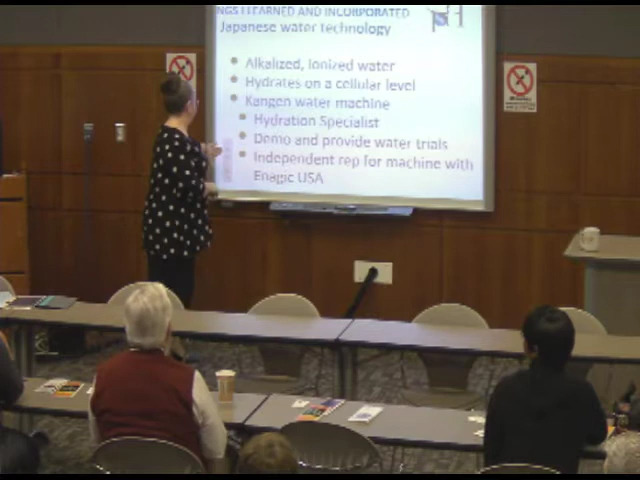 NGS I LEARNED AND INCORPORATED
Japanese water technology
Alkalized, Ionized water
Hydrates on a cellular level
Kangen water machine
Hydration Specialist
Demo and provide water trials
Independent rep for machine with
Enagic USA